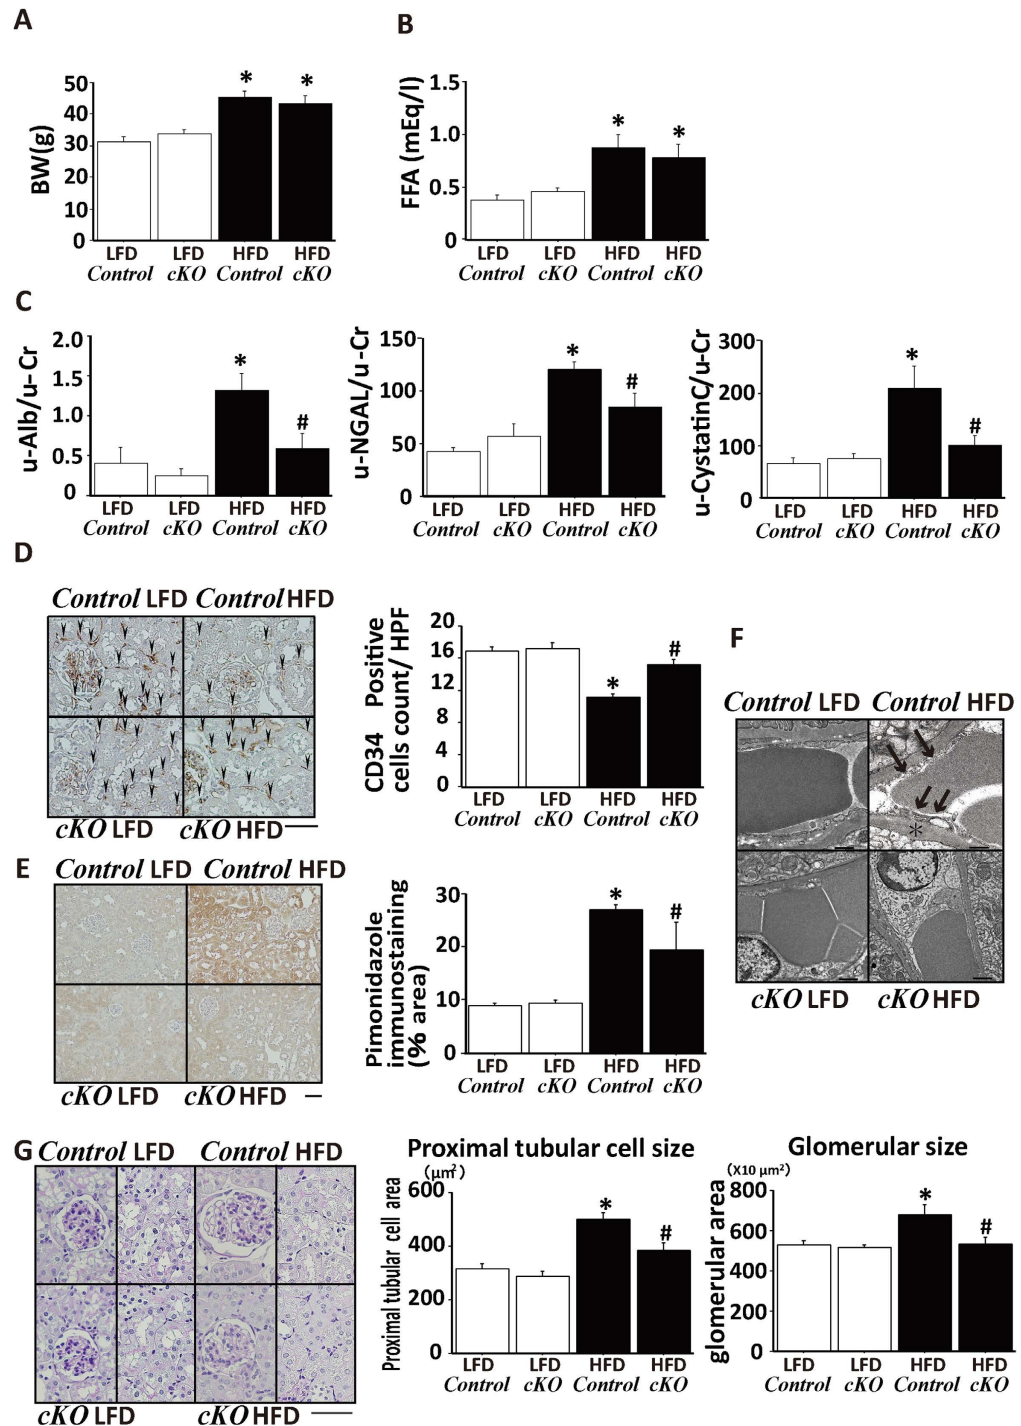 A
BW(g)
50
40
30
20
10
0
*
*
LFD LFD HFD HFD
Control cKO Control cKO
B
FFA (mEq/l)
1.5
1.0
0.5
0
*
*
LFD LFD HFD HFD
Control cKO Control cKO
C
u-Alb/u-Cr
2.0
1.5
1.0
0.5
0
*
#
LFD LFD HFD HFD
Control cKO Control cKO
u-NGAL/u-Cr
150
100
50
0
*
#
LFD LFD HFD HFD
Control cKO Control cKO
u-CystatinC/u-Cr
300
200
100
0
*
#
LFD LFD HFD HFD
Control cKO Control cKO
D
Control LFD Control HFD
cKO LFD cKO HFD
CD34 Positive
cells count/ HPF
20
16
12
8
4
0
*
#
LFD LFD HFD HFD
Control cKO Control cKO
E
Control LFD Control HFD
cKO LFD cKO HFD
Pimonidazole
immunostaining
(% area)
30
20
10
0
*
#
LFD LFD HFD HFD
Control cKO Control cKO
F
Control LFD Control HFD
*
cKO LFD cKO HFD
G
Control LFD Control HFD
cKO LFD cKO HFD
Proximal tubular cell size
(μm²)
Proximal tubular cell area
600
400
200
0
*
#
LFD LFD HFD HFD
Control cKO Control cKO
Glomerular size
(X10 μm²)
glomerular area
800
600
400
200
0
*
#
LFD LFD HFD HFD
Control cKO Control cKO